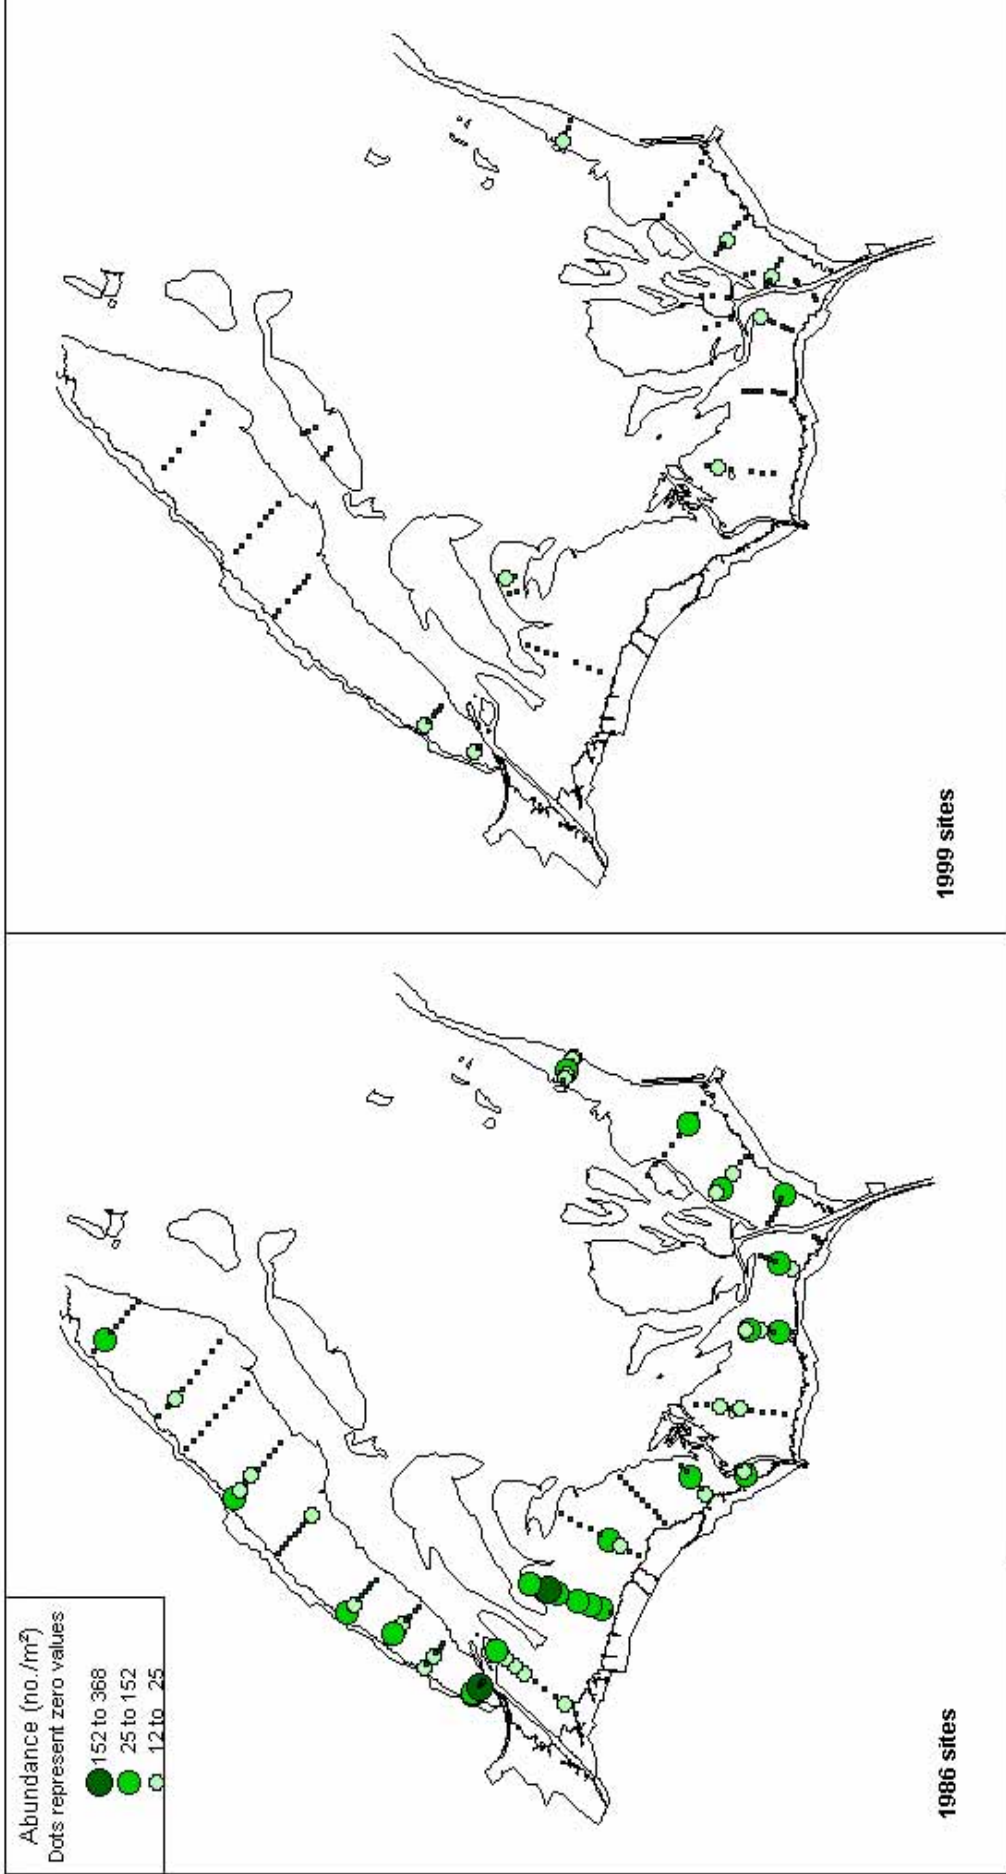 Abundance (no./m²)
Dots represent zero values
152 to 368
25 to 152
12 to 25
1986 sites
1999 sites